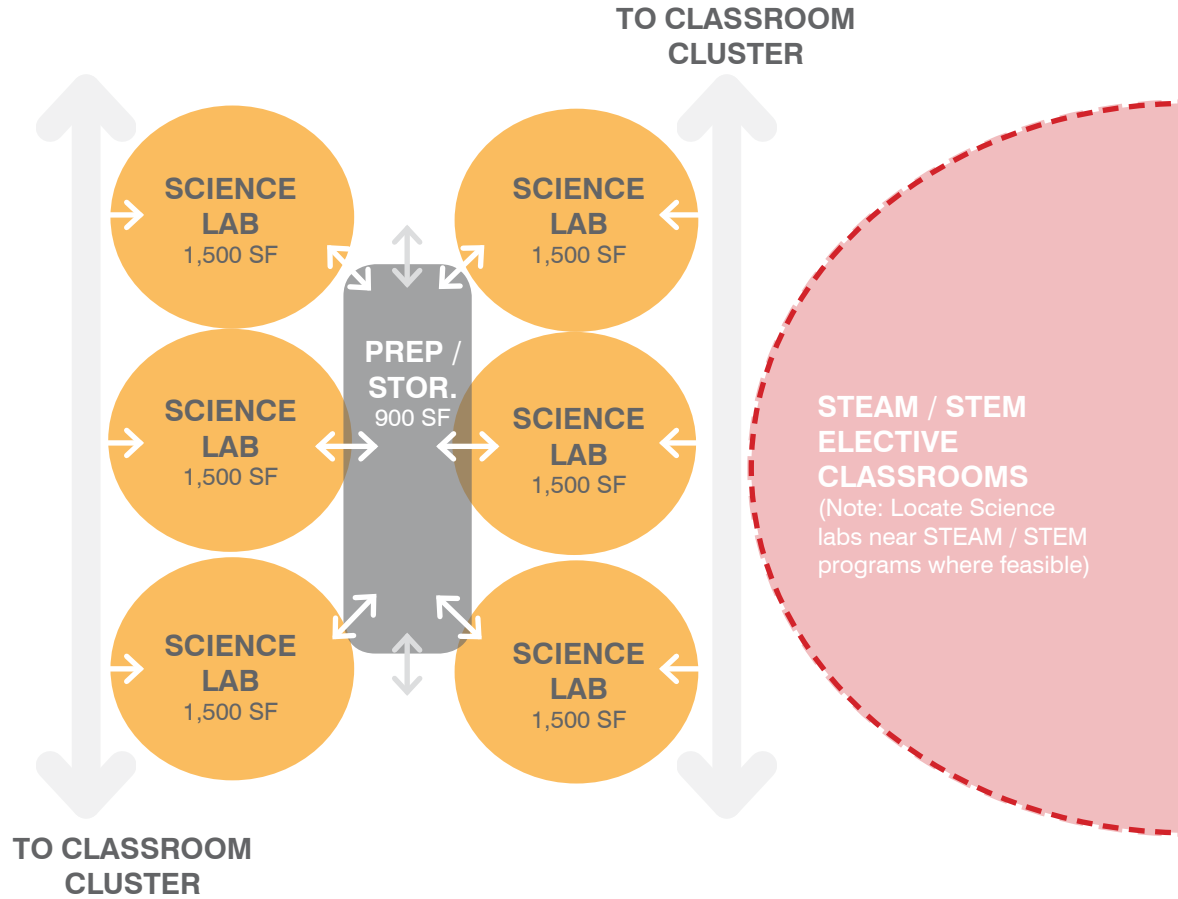 TO CLASSROOM
CLUSTER
SCIENCE
LAB
1,500 SF
SCIENCE
LAB
1,500 SF
PREP /
STOR.
900 SF
SCIENCE
LAB
1,500 SF
SCIENCE
LAB
1,500 SF
STEAM / STEM
ELECTIVE
CLASSROOMS
(Note: Locate Science
labs near STEAM / STEM
programs where feasible)
SCIENCE
LAB
1,500 SF
SCIENCE
LAB
1,500 SF
TO CLASSROOM
CLUSTER